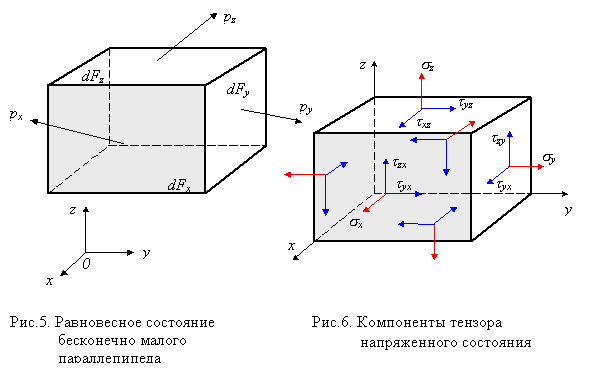 p_z
dF_z
dF_y
p_x
p_y
dF_x
z
y
0
x
z
σ_z
τ_yz
τ_xz
τ_zy
σ_y
τ_zx
τ_yx
τ_yx
σ_x
y
x
Рис.5. Равновесное состояние
бесконечно малого
параллепипеда
Рис.6. Компоненты тензора
напряженного состояния